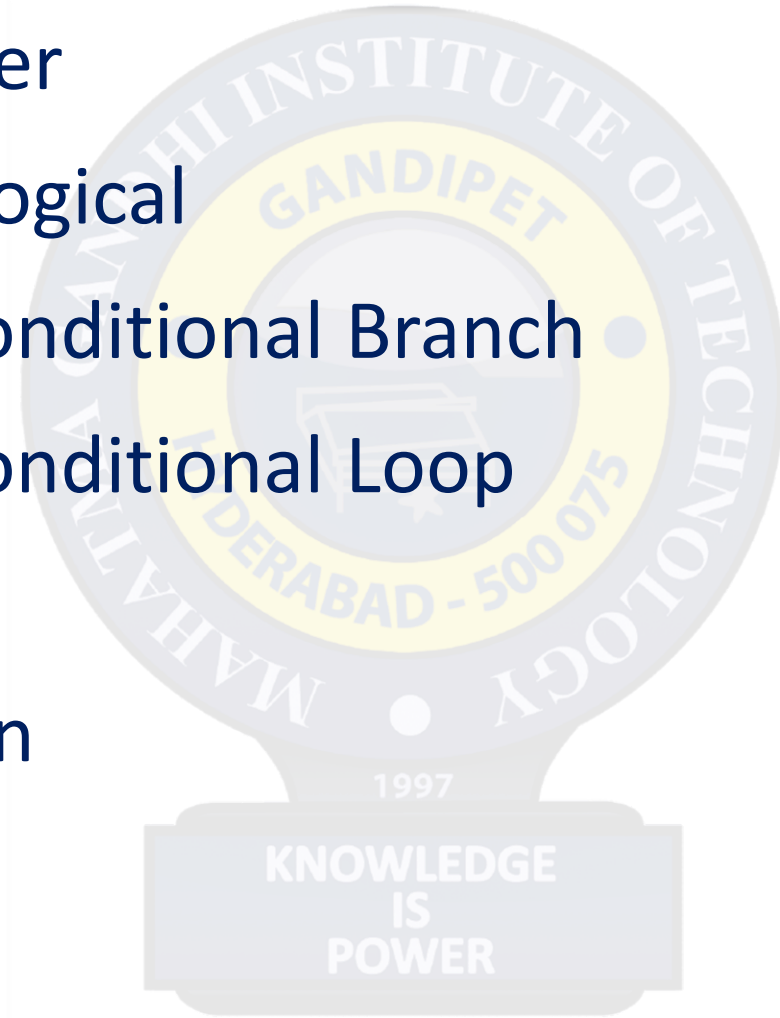 er
ogical
onditional Branch
onditional Loop
n
MAHATMA GANDHI INSTITUTE OF TECHNOLOGY
GANDIPET
HYDERABAD - 500 075
1997
KNOWLEDGE
IS
POWER